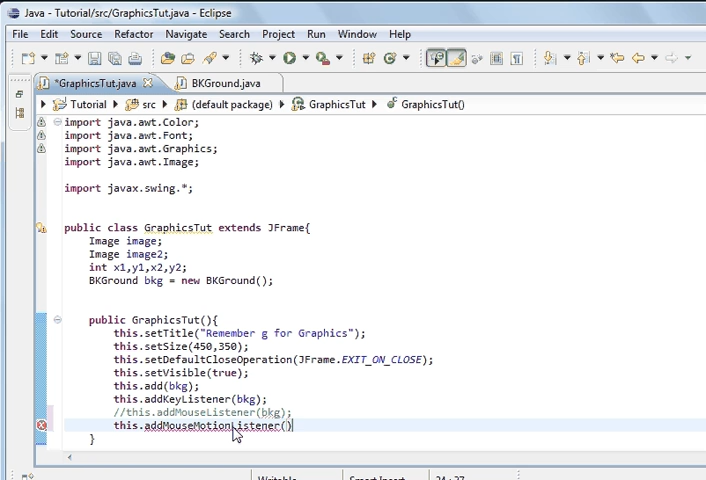 Java - Tutorial/src/GraphicsTut.java - Eclipse
File Edit Source Refactor Navigate Search Project Run Window Help
*GraphicsTut.java BKGround.java
Tutorial src (default package) GraphicsTut GraphicsTut()
import java.awt.Color;
import java.awt.Font;
import java.awt.Graphics;
import java.awt.Image;
import javax.swing.*;
public class GraphicsTut extends JFrame{
Image image;
Image image2;
int x1,y1,x2,y2;
BKGround bkg = new BKGround();
public GraphicsTut(){
this.setTitle("Remember g for Graphics");
this.setSize(450,350);
this.setDefaultCloseOperation(JFrame.EXIT_ON_CLOSE);
this.setVisible(true);
this.add(bkg);
this.addKeyListener(bkg);
//this.addMouseListener(bkg);
this.addMouseMotionListener()
}
Writable Smart Insert 24 : 37